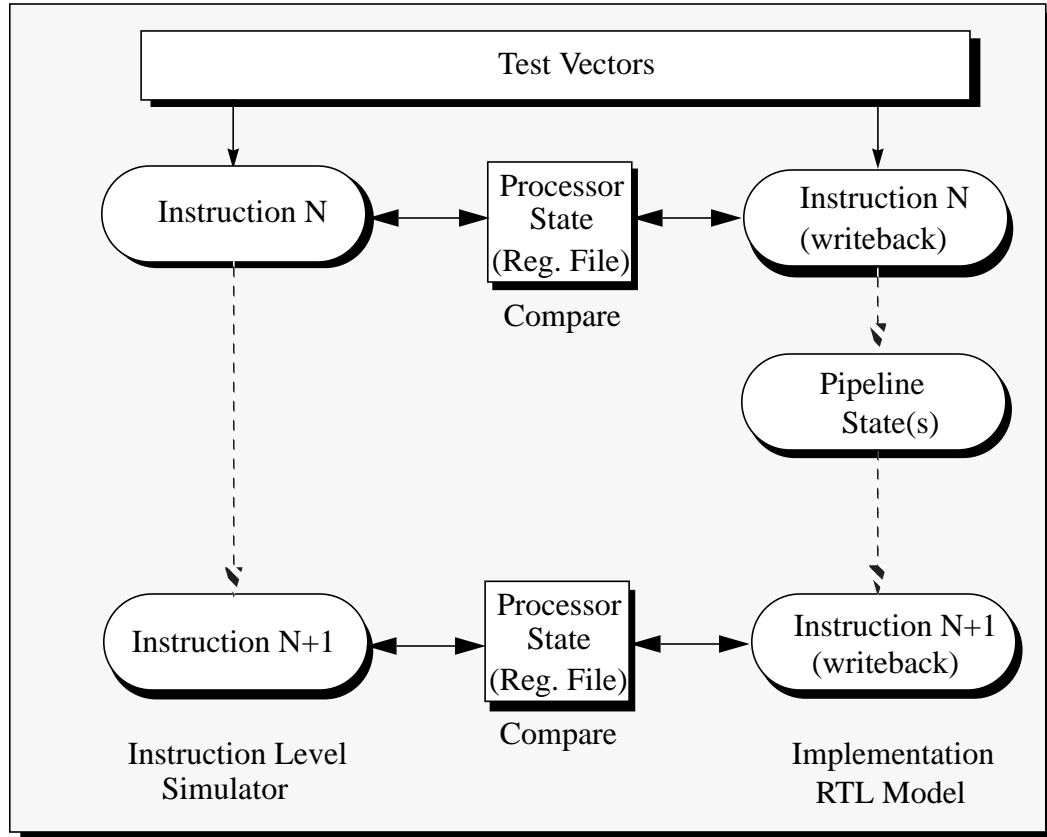 Test Vectors
Instruction N
Processor
State
(Reg. File)
Compare
Instruction N
(writeback)
Pipeline
State(s)
Instruction N+1
Processor
State
(Reg. File)
Compare
Instruction N+1
(writeback)
Instruction Level
Simulator
Implementation
RTL Model